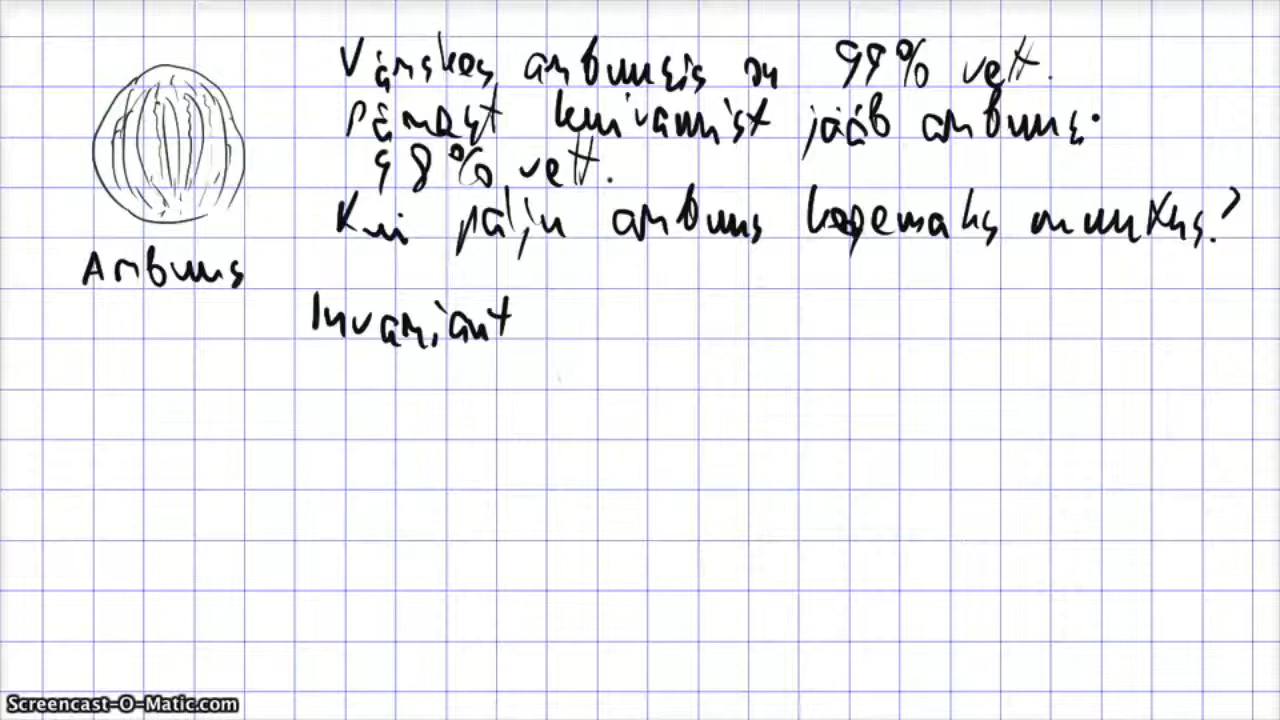 Värskes arbuusis on 99% vett.
Pärast kuivamist jääb arbuus.
98% vett.
Kui palju arbuus kergemaks muutus?
Arbuus
Invariant
Screencast-O-Matic.com